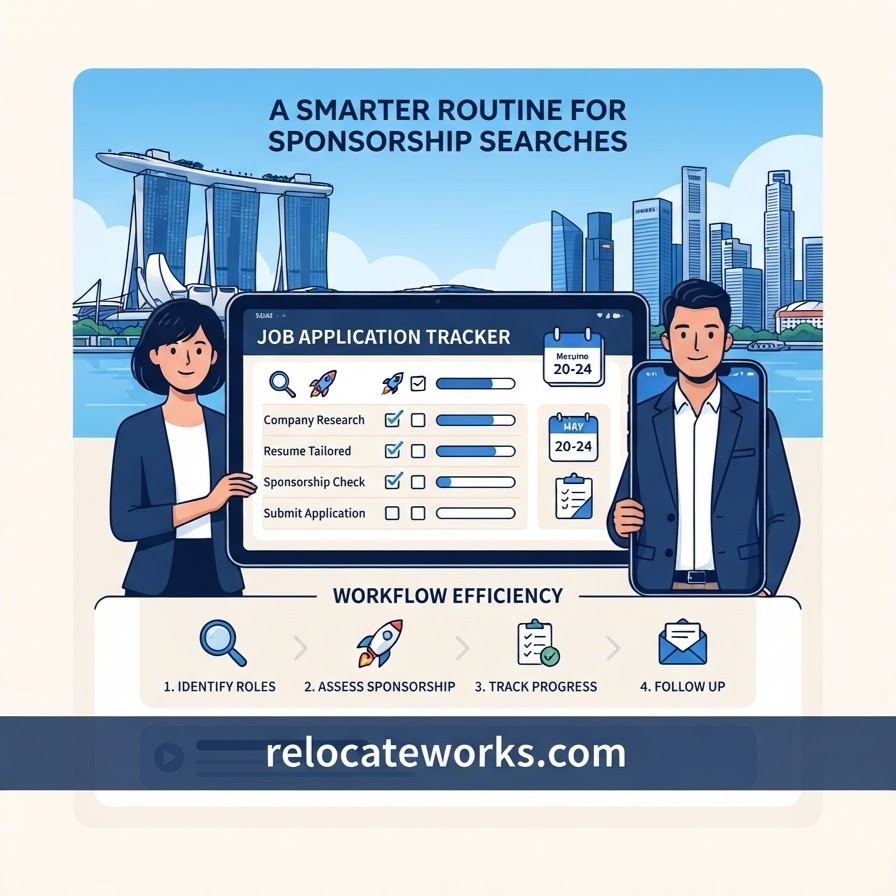 A SMARTER ROUTINE FOR
SPONSORSHIP SEARCHES
JOB APPLICATION TRACKER
20-24
Company Research
Resume Tailored
Sponsorship Check
Submit Application
MAY
20-24
WORKFLOW EFFICIENCY
1. IDENTIFY ROLES
2. ASSESS SPONSORSHIP
3. TRACK PROGRESS
4. FOLLOW UP
relocateworks.com